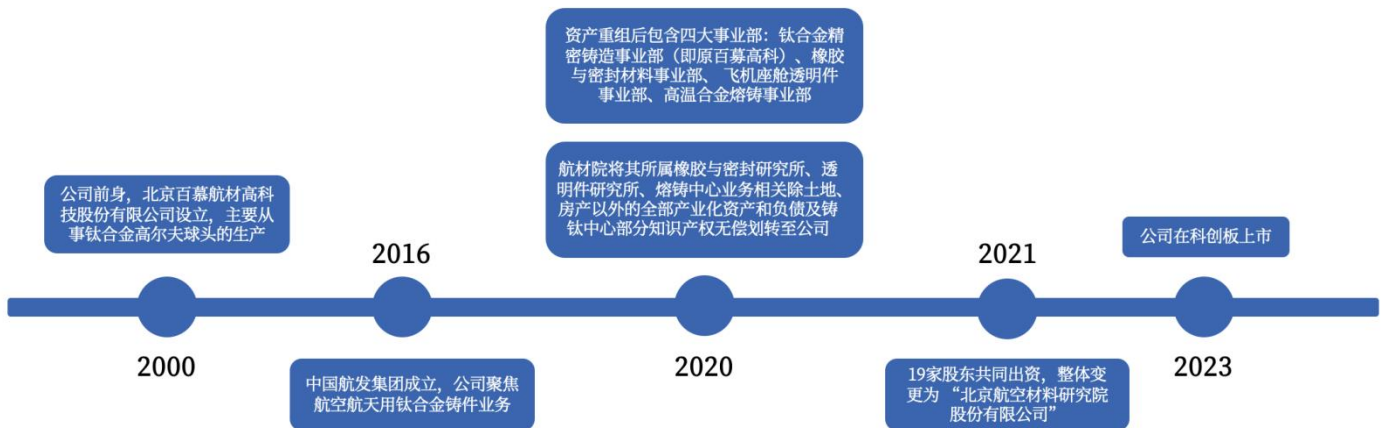 公司前身，北京百慕航材高科
技股份有限公司设立，主要从
事钛合金高尔夫球头的生产
2000
2016
中国航发集团成立，公司聚焦
航空航天用钛合金铸件业务
资产重组后包含四大事业部：钛合金精
密铸造事业部（即原百募高科）、橡胶
与密封材料事业部、飞机座舱透明件
事业部、高温合金熔铸事业部
航材院将其所属橡胶与密封研究所、透
明件研究所、熔铸中心业务相关除土地、
房产以外的全部产业化资产和负债及铸
钛中心部分知识产权无偿划转至公司
2020
2021
19家股东共同出资，整体变
更为“北京航空材料研究院
股份有限公司”
公司在科创板上市
2023